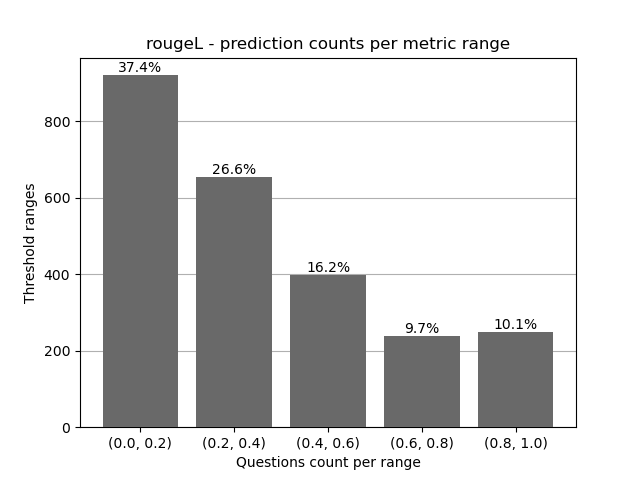 rougeL - prediction counts per metric range
37.4%
26.6%
16.2%
9.7%
10.1%
800
600
400
200
0
Threshold ranges
(0.0, 0.2) (0.2, 0.4) (0.4, 0.6) (0.6, 0.8) (0.8, 1.0)
Questions count per range